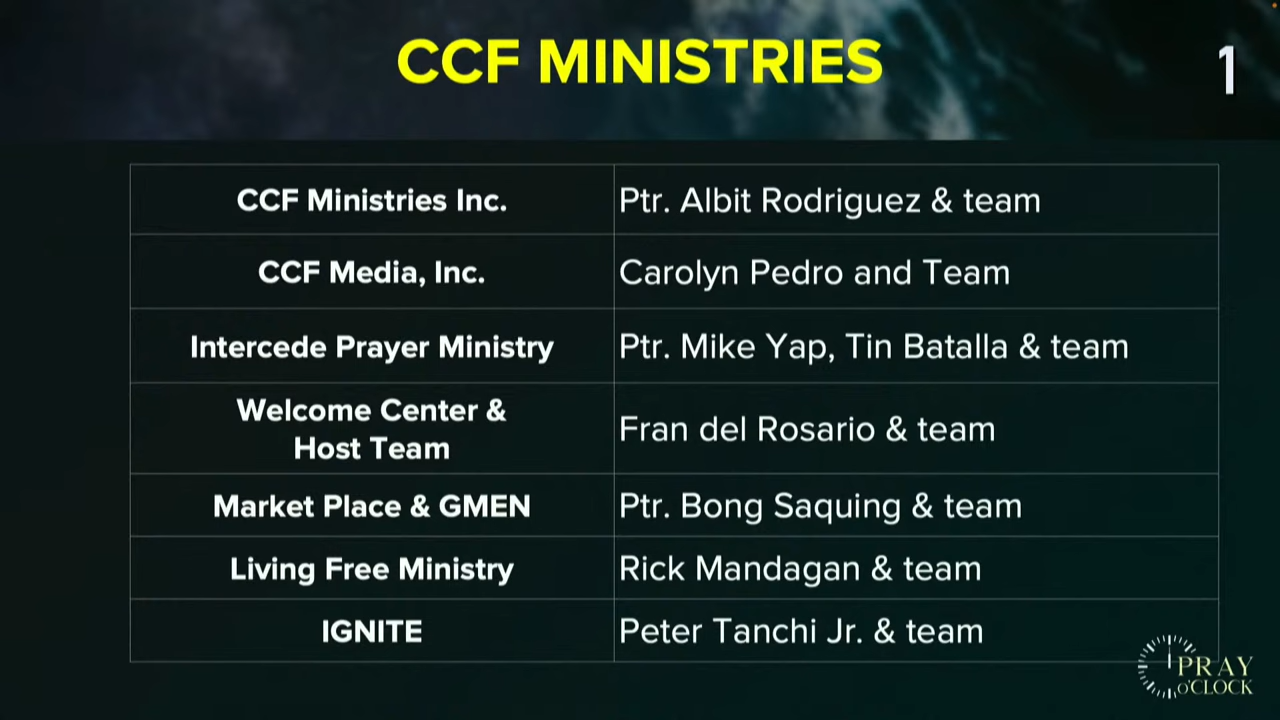 CCF MINISTRIES
1
CCF Ministries Inc.
Ptr. Albit Rodriguez & team
CCF Media, Inc.
Carolyn Pedro and Team
Intercede Prayer Ministry
Ptr. Mike Yap, Tin Batalla & team
Welcome Center &
Host Team
Fran del Rosario & team
Market Place & GMEN
Ptr. Bong Saquing & team
Living Free Ministry
Rick Mandagan & team
IGNITE
Peter Tanchi Jr. & team
PRAY
O'CLOCK